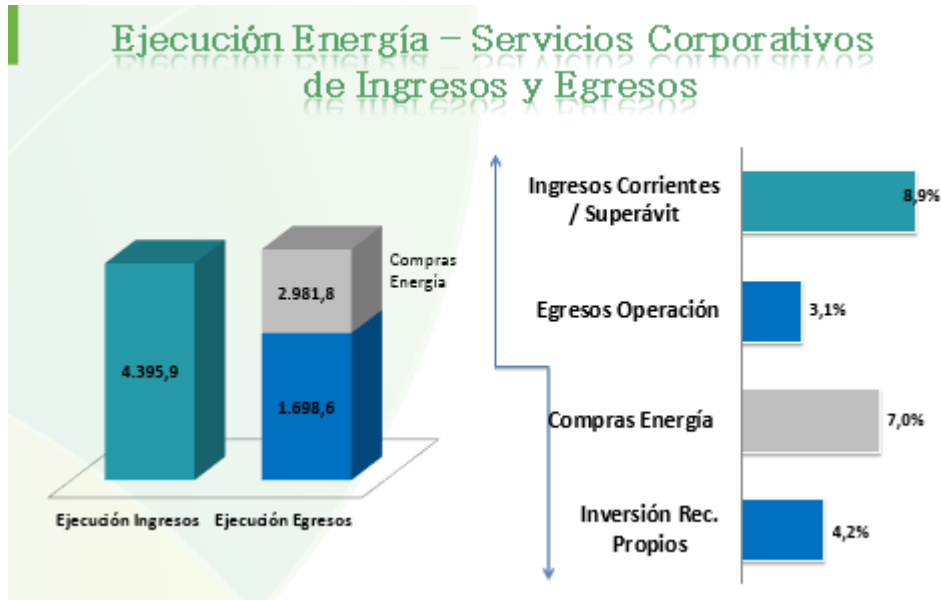 Ejecución Energía – Servicios Corporativos
de Ingresos y Egresos
Compras
Energía
2.981,8
4.395,9
1.698,6
Ejecución Ingresos
Ejecución Egresos
Ingresos Corrientes
/ Superávit
8,9%
Egresos Operación
3,1%
Compras Energía
7,0%
Inversión Rec.
Propios
4,2%